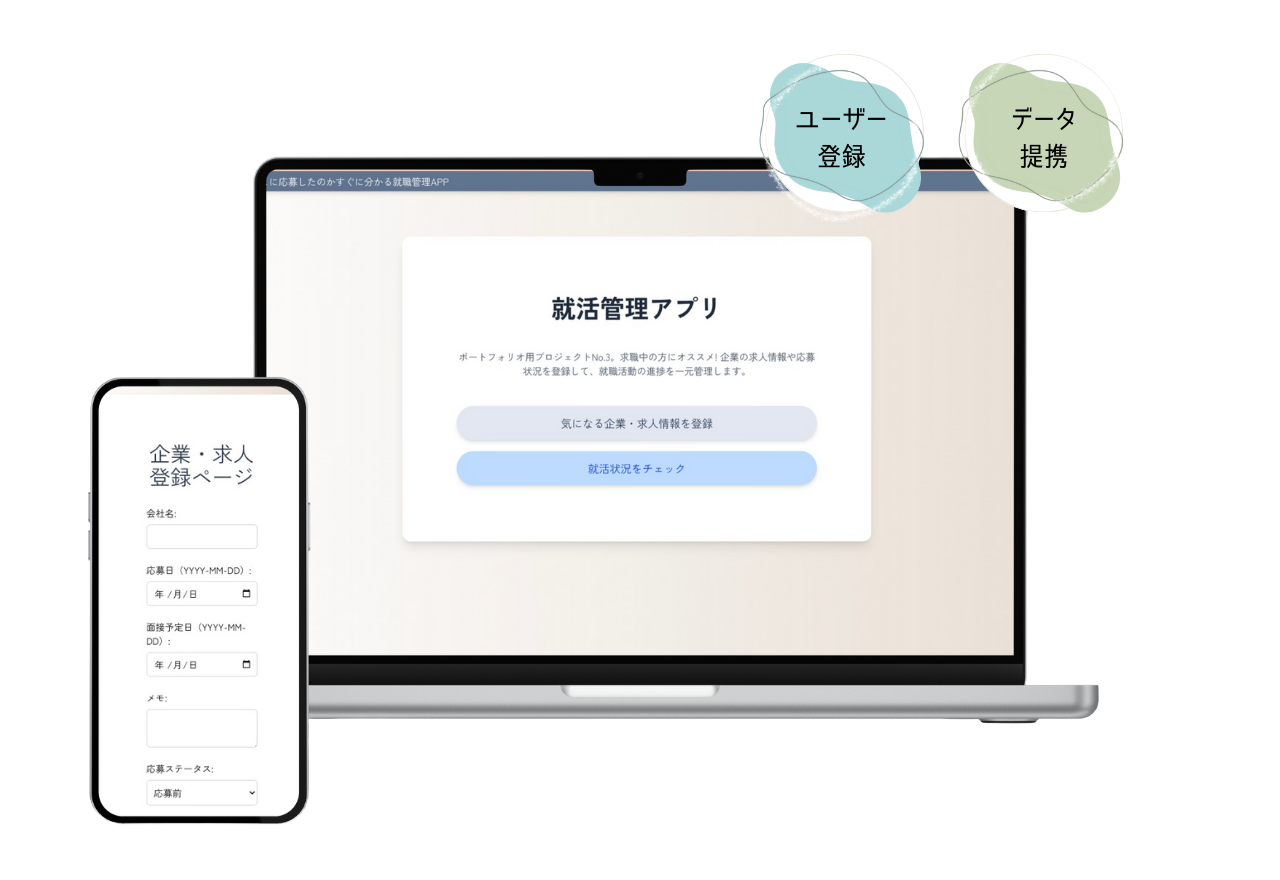 ユーザー
登録
データ
提携
に応募したのかすぐに分かる就職管理APP
就活管理アプリ
ポートフォリオ用プロジェクトNo.3。求職中の方にオススメ! 企業の求人情報や応募
状況を登録して、就職活動の進捗を一元管理します。
気になる企業・求人情報を登録
就活状況をチェック
企業・求人
登録ページ
会社名:
応募日（YYYY-MM-DD）:
年 /月/日
面接予定日（YYYY-MM-
DD）:
年 /月/日
メモ:
応募ステータス:
応募前